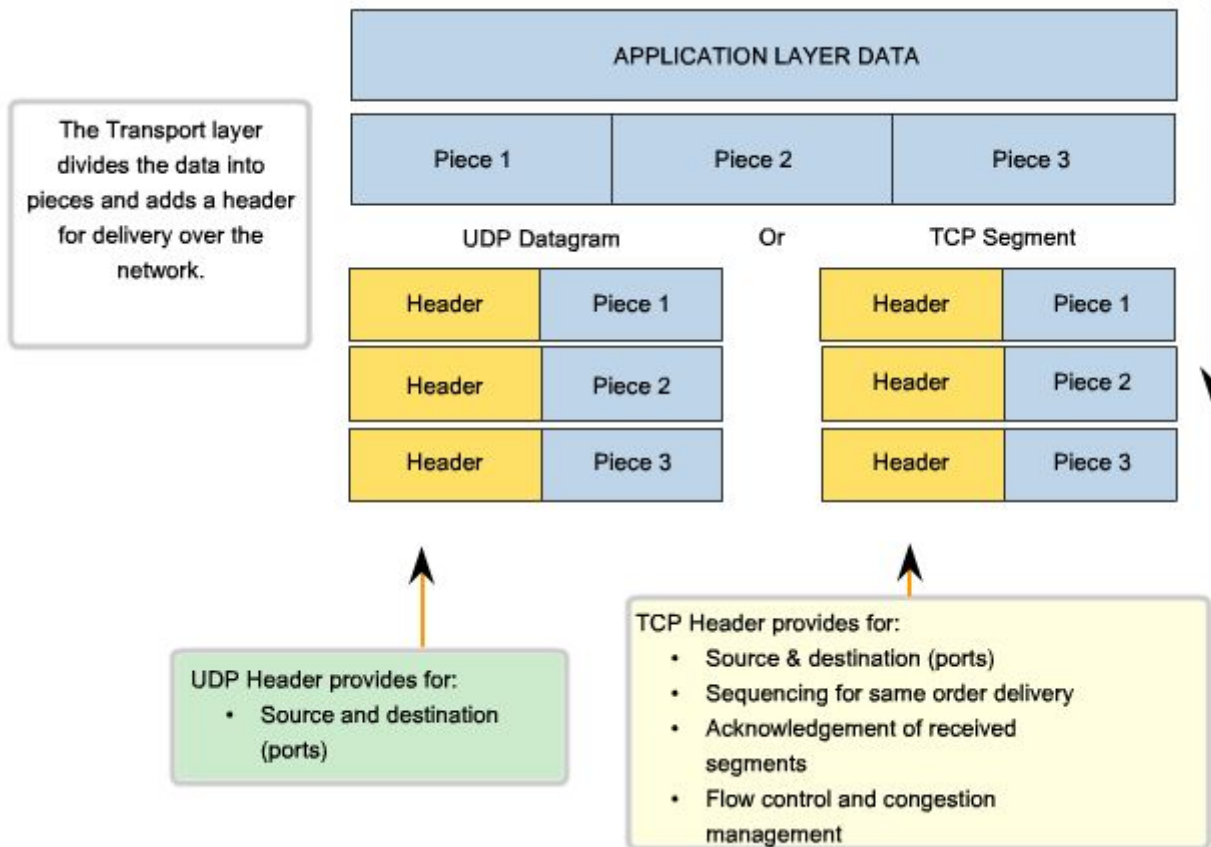 APPLICATION LAYER DATA
The Transport layer
divides the data into
pieces and adds a header
for delivery over the
network.
Piece 1 Piece 2 Piece 3
UDP Datagram Or TCP Segment
Header Piece 1 Header Piece 1
Header Piece 2 Header Piece 2
Header Piece 3 Header Piece 3
UDP Header provides for:
• Source and destination
(ports)
TCP Header provides for:
• Source & destination (ports)
• Sequencing for same order delivery
• Acknowledgement of received
segments
• Flow control and congestion
management